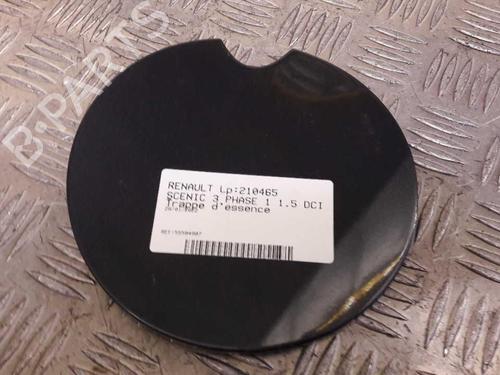 B-PARTS
RENAULT Lp:210465
SCENIC 3 PHASE 1 1.5 DCI
Trappe d'essence